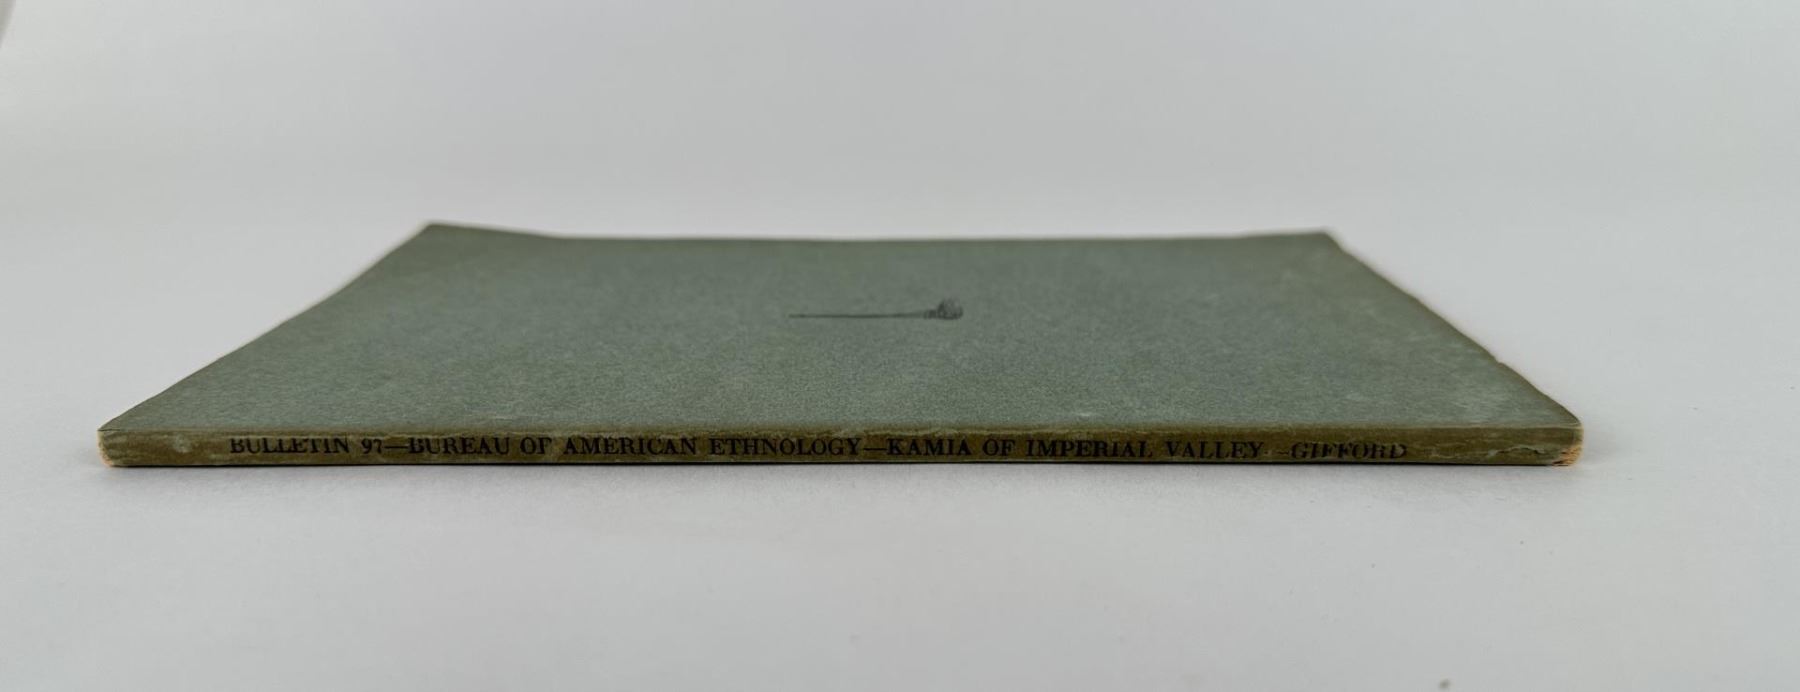 BULLETIN 97—BUREAU OF AMERICAN ETHNOLOGY—KAMIA OF IMPERIAL VALLEY—GIFFORD